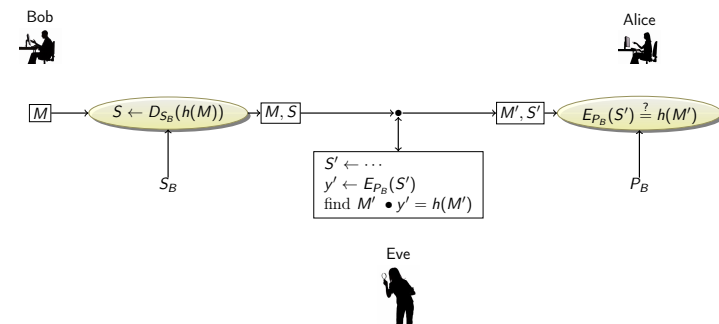 Bob
Alice
M
S ← D_{S_B}(h(M))
M, S
M′, S′
E_{P_B}(S′) ≟ h(M′)
S′ ← ⋯
y′ ← E_{P_B}(S′)
find M′ • y′ = h(M′)
S_B
P_B
Eve